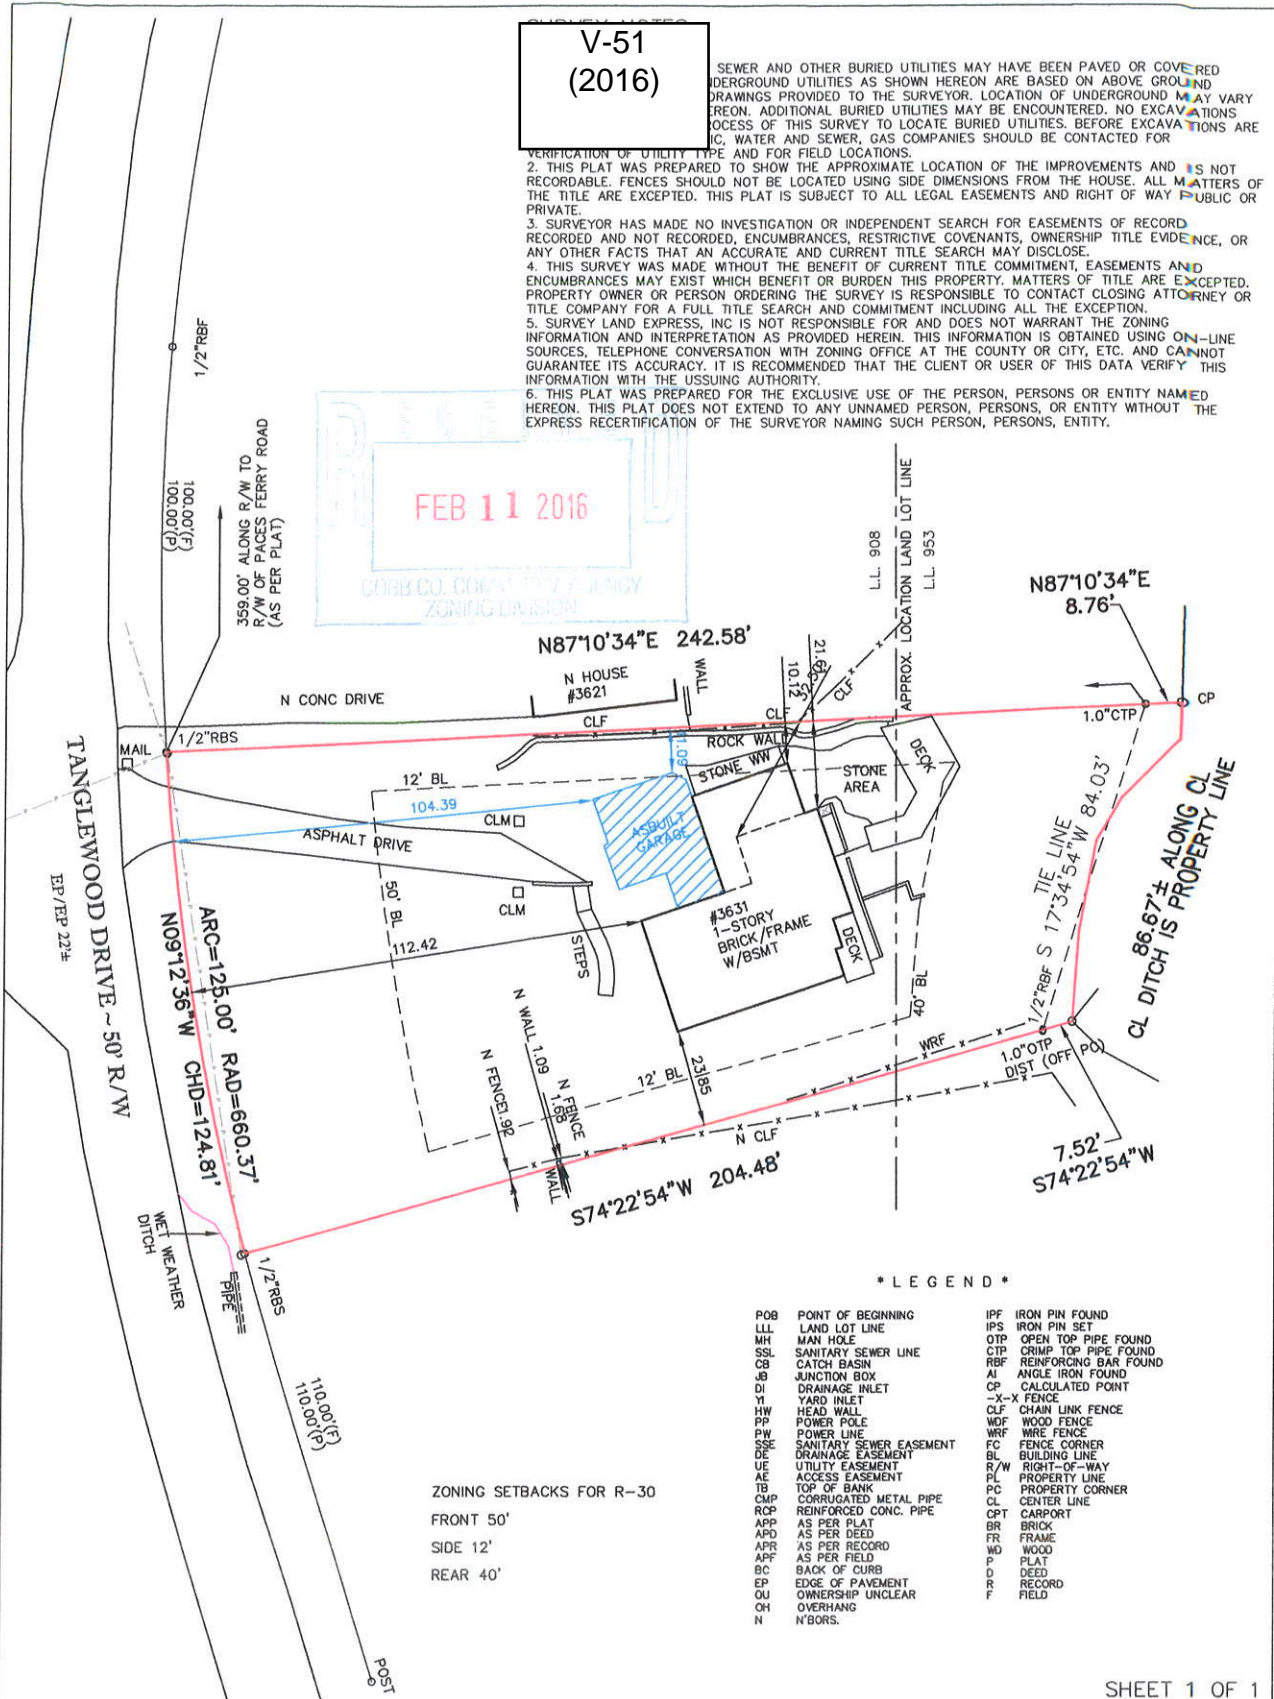 V-51
(2016)
SURVEY NOTES
SEWER AND OTHER BURIED UTILITIES MAY HAVE BEEN PAVED OR COVERED
UNDERGROUND UTILITIES AS SHOWN HEREON ARE BASED ON ABOVE GROUND
DRAWINGS PROVIDED TO THE SURVEYOR. LOCATION OF UNDERGROUND MAY VARY
HEREON. ADDITIONAL BURIED UTILITIES MAY BE ENCOUNTERED. NO EXCAVATIONS
PROCESS OF THIS SURVEY TO LOCATE BURIED UTILITIES. BEFORE EXCAVATIONS ARE
IC, WATER AND SEWER, GAS COMPANIES SHOULD BE CONTACTED FOR
VERIFICATION OF UTILITY TYPE AND FOR FIELD LOCATIONS.
2. THIS PLAT WAS PREPARED TO SHOW THE APPROXIMATE LOCATION OF THE IMPROVEMENTS AND IS NOT
RECORDABLE. FENCES SHOULD NOT BE LOCATED USING SIDE DIMENSIONS FROM THE HOUSE. ALL MATTERS OF
THE TITLE ARE EXCEPTED. THIS PLAT IS SUBJECT TO ALL LEGAL EASEMENTS AND RIGHT OF WAY PUBLIC OR
PRIVATE.
3. SURVEYOR HAS MADE NO INVESTIGATION OR INDEPENDENT SEARCH FOR EASEMENTS OF RECORD
RECORDED AND NOT RECORDED, ENCUMBRANCES, RESTRICTIVE COVENANTS, OWNERSHIP TITLE EVIDENCE, OR
ANY OTHER FACTS THAT AN ACCURATE AND CURRENT TITLE SEARCH MAY DISCLOSE.
4. THIS SURVEY WAS MADE WITHOUT THE BENEFIT OF CURRENT TITLE COMMITMENT, EASEMENTS AND
ENCUMBRANCES MAY EXIST WHICH BENEFIT OR BURDEN THIS PROPERTY. MATTERS OF TITLE ARE EXCEPTED.
PROPERTY OWNER OR PERSON ORDERING THE SURVEY IS RESPONSIBLE TO CONTACT CLOSING ATTORNEY OR
TITLE COMPANY FOR A FULL TITLE SEARCH AND COMMITMENT INCLUDING ALL THE EXCEPTION.
5. SURVEY LAND EXPRESS, INC IS NOT RESPONSIBLE FOR AND DOES NOT WARRANT THE ZONING
INFORMATION AND INTERPRETATION AS PROVIDED HEREIN. THIS INFORMATION IS OBTAINED USING ON-LINE
SOURCES, TELEPHONE CONVERSATION WITH ZONING OFFICE AT THE COUNTY OR CITY, ETC. AND CANNOT
GUARANTEE ITS ACCURACY. IT IS RECOMMENDED THAT THE CLIENT OR USER OF THIS DATA VERIFY THIS
INFORMATION WITH THE USSUING AUTHORITY.
6. THIS PLAT WAS PREPARED FOR THE EXCLUSIVE USE OF THE PERSON, PERSONS OR ENTITY NAMED
HEREON. THIS PLAT DOES NOT EXTEND TO ANY UNNAMED PERSON, PERSONS, OR ENTITY WITHOUT THE
EXPRESS RECERTIFICATION OF THE SURVEYOR NAMING SUCH PERSON, PERSONS, ENTITY.
1/2"RBF
100.00'(F)
100.00'(P)
359.00' ALONG R/W TO
R/W OF PACES FERRY ROAD
(AS PER PLAT)
FEB 11 2016
COBB CO. COMM. DEV. AGENCY
ZONING DIVISION
L.L. 908
APPROX. LOCATION LAND LOT LINE
L.L. 953
N87°10'34"E
8.76'
N87°10'34"E 242.58'
N HOUSE
#3621
WALL
10.12
21.61
CLF
N CONC DRIVE
CLF
CLF
1.0"CTP
CP
1/2"RBS
MAIL
11.09
ROCK WALL
STONE WW
DECK
STONE
AREA
12' BL
104.39
CLM
ASBUILT
GARAGE
ASPHALT DRIVE
TANGLEWOOD DRIVE ~ 50' R/W
EP/EP 22'±
50' BL
CLM
112.42
STEPS
#3631
1-STORY
BRICK/FRAME
W/BSMT
DECK
TIE LINE
S 17°34'54"W 84.03'
86.67'± ALONG CL
CL DITCH IS PROPERTY LINE
1/2"RBF
40' BL
WRF
1.0"OTP
DIST (OFF PC)
ARC=125.00' RAD=660.37'
N09°12'36"W CHD=124.81'
N WALL 1.09
N FENCE
1.68
N FENCE1.92
23.85
12' BL
N CLF
WALL
S74°22'54"W 204.48'
7.52'
S74°22'54"W
WET WEATHER
DITCH
PIPE
1/2"RBS
110.00'(F)
110.00'(P)
POST
ZONING SETBACKS FOR R-30
FRONT 50'
SIDE 12'
REAR 40'
* L E G E N D *
POB POINT OF BEGINNING
LLL LAND LOT LINE
MH MAN HOLE
SSL SANITARY SEWER LINE
CB CATCH BASIN
JB JUNCTION BOX
DI DRAINAGE INLET
YI YARD INLET
HW HEAD WALL
PP POWER POLE
PW POWER LINE
SSE SANITARY SEWER EASEMENT
DE DRAINAGE EASEMENT
UE UTILITY EASEMENT
AE ACCESS EASEMENT
TB TOP OF BANK
CMP CORRUGATED METAL PIPE
RCP REINFORCED CONC. PIPE
APP AS PER PLAT
APD AS PER DEED
APR AS PER RECORD
APF AS PER FIELD
BC BACK OF CURB
EP EDGE OF PAVEMENT
OU OWNERSHIP UNCLEAR
OH OVERHANG
N N'BORS.
IPF IRON PIN FOUND
IPS IRON PIN SET
OTP OPEN TOP PIPE FOUND
CTP CRIMP TOP PIPE FOUND
RBF REINFORCING BAR FOUND
AI ANGLE IRON FOUND
CP CALCULATED POINT
-X-X FENCE
CLF CHAIN LINK FENCE
WDF WOOD FENCE
WRF WIRE FENCE
FC FENCE CORNER
BL BUILDING LINE
R/W RIGHT-OF-WAY
PL PROPERTY LINE
PC PROPERTY CORNER
CL CENTER LINE
CPT CARPORT
BR BRICK
FR FRAME
WD WOOD
P PLAT
D DEED
R RECORD
F FIELD
SHEET 1 OF 1